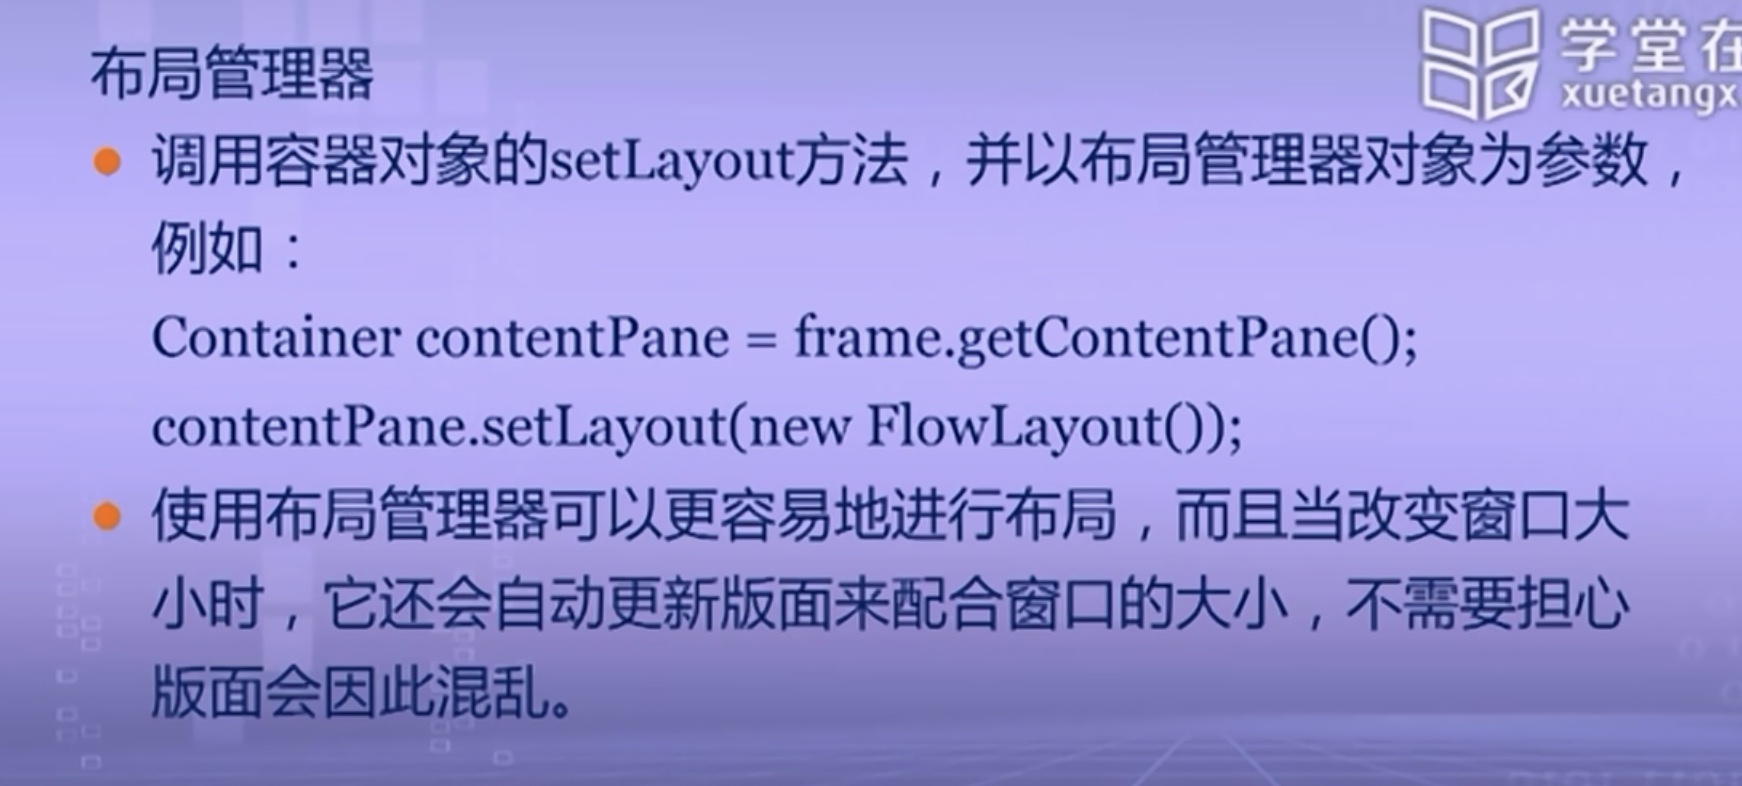 学堂在
xuetangx
布局管理器
调用容器对象的setLayout方法，并以布局管理器对象为参数，
例如：
Container contentPane = frame.getContentPane();
contentPane.setLayout(new FlowLayout());
使用布局管理器可以更容易地进行布局，而且当改变窗口大
小时，它还会自动更新版面来配合窗口的大小，不需要担心
版面会因此混乱。